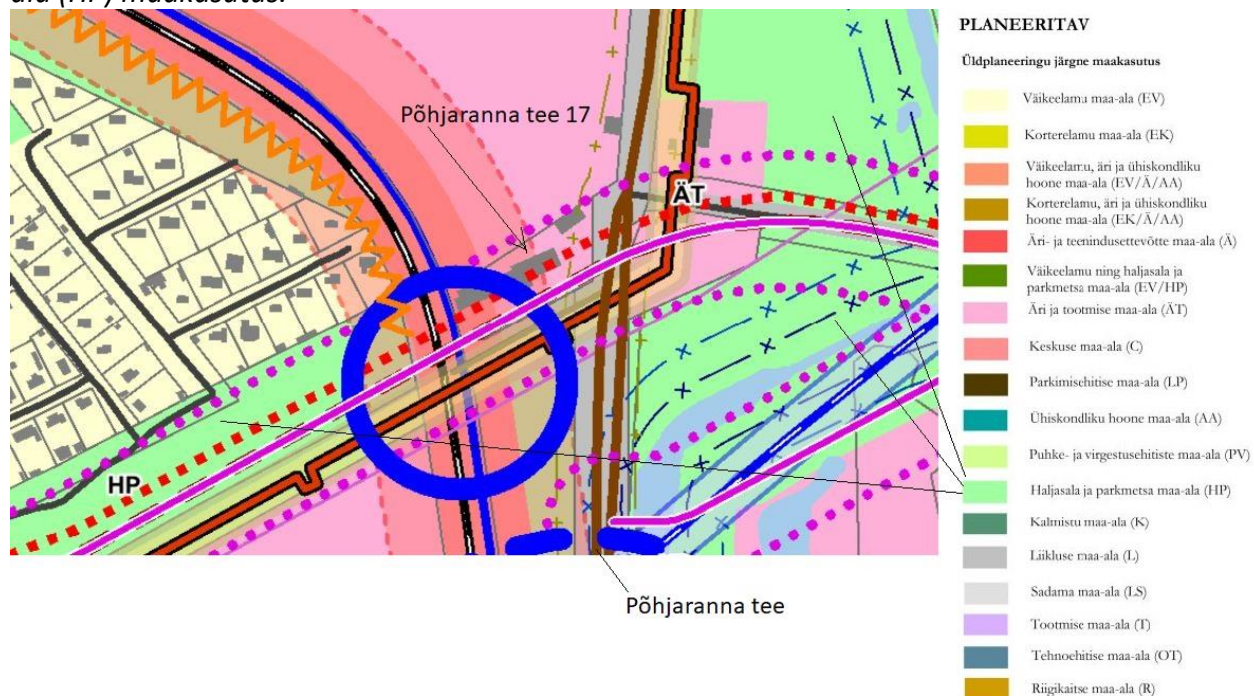 ala (HP) maakasutus.
Põhjaranna tee 17
ÄT
HP
Põhjaranna tee
PLANEERITAV
Üldplaneeringu järgne maakasutus
Väikeelamu maa-ala (EV)
Korterelamu maa-ala (EK)
Väikeelamu, äri ja ühiskondliku
hoone maa-ala (EV/Ä/AA)
Korterelamu, äri ja ühiskondliku
hoone maa-ala (EK/Ä/AA)
Äri- ja teenindusettevõtte maa-ala (Ä)
Väikeelamu ning haljasala ja
parkmetsa maa-ala (EV/HP)
Äri ja tootmise maa-ala (ÄT)
Keskuse maa-ala (C)
Parkimisehitise maa-ala (LP)
Ühiskondliku hoone maa-ala (AA)
Puhke- ja virgestusehitiste maa-ala (PV)
Haljasala ja parkmetsa maa-ala (HP)
Kalmistu maa-ala (K)
Liikluse maa-ala (L)
Sadama maa-ala (LS)
Tootmise maa-ala (T)
Tehnoehitise maa-ala (OT)
Riigikaitse maa-ala (R)